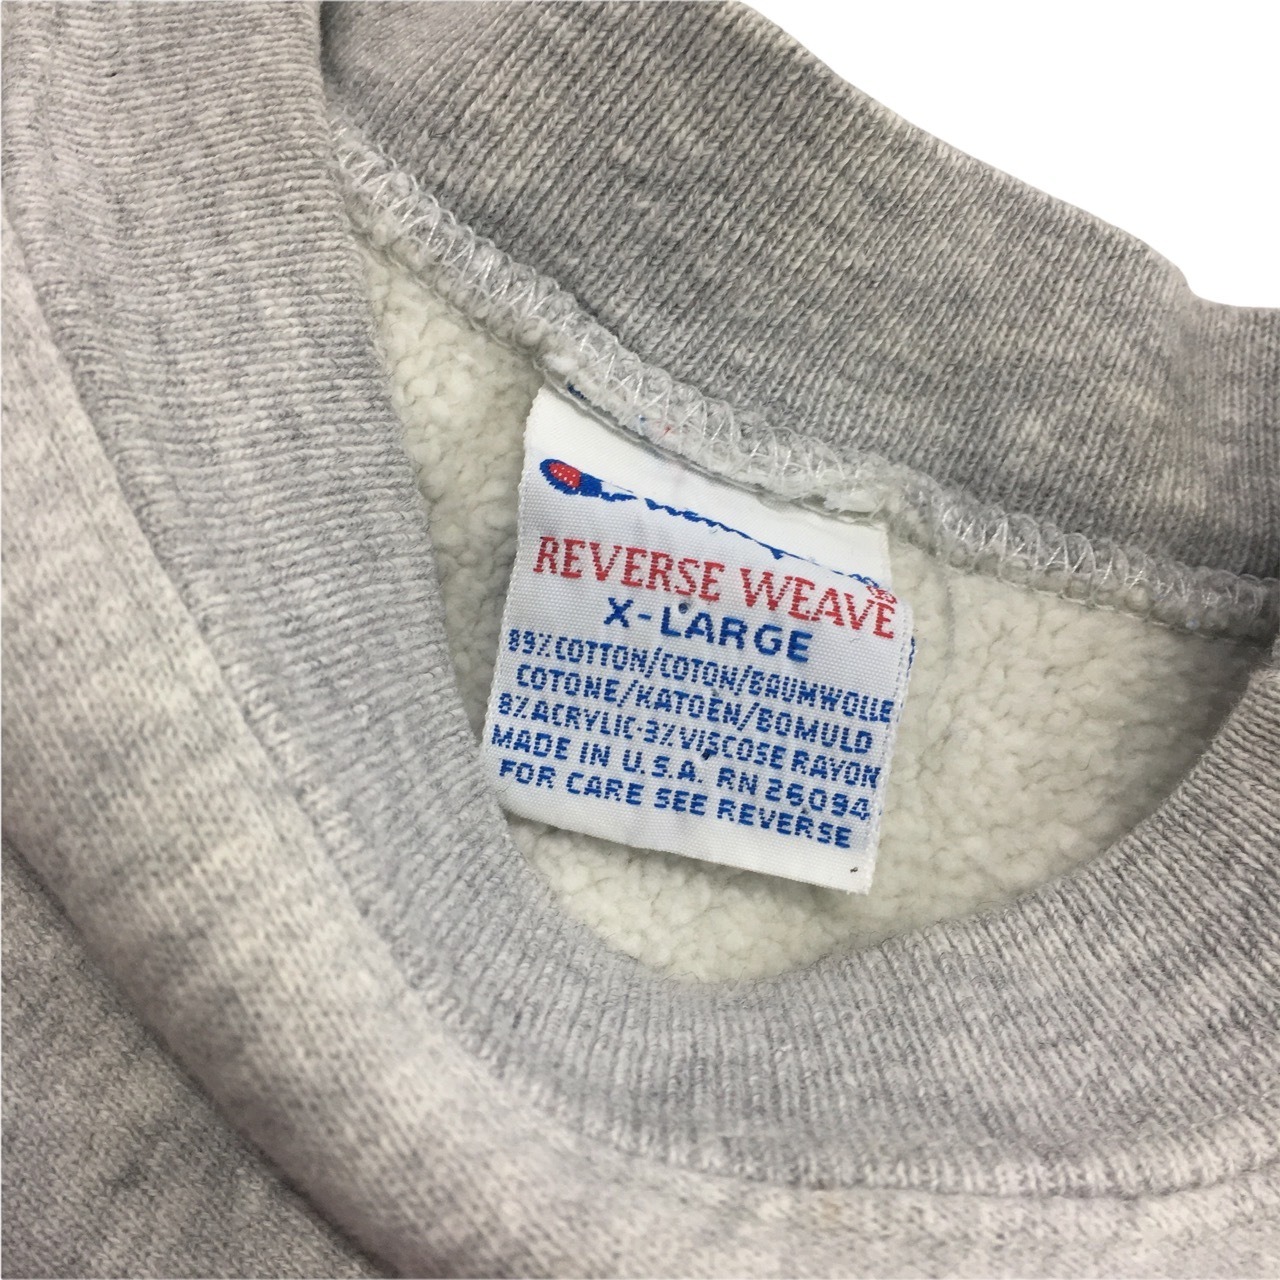 Champion
REVERSE WEAVE®
X-LARGE
89% COTTON/COTON/BAUMWOLLE
COTONE/KATOEN/BOMULD
8% ACRYLIC-3% VISCOSE RAYON
MADE IN U.S.A. RN 26094
FOR CARE SEE REVERSE